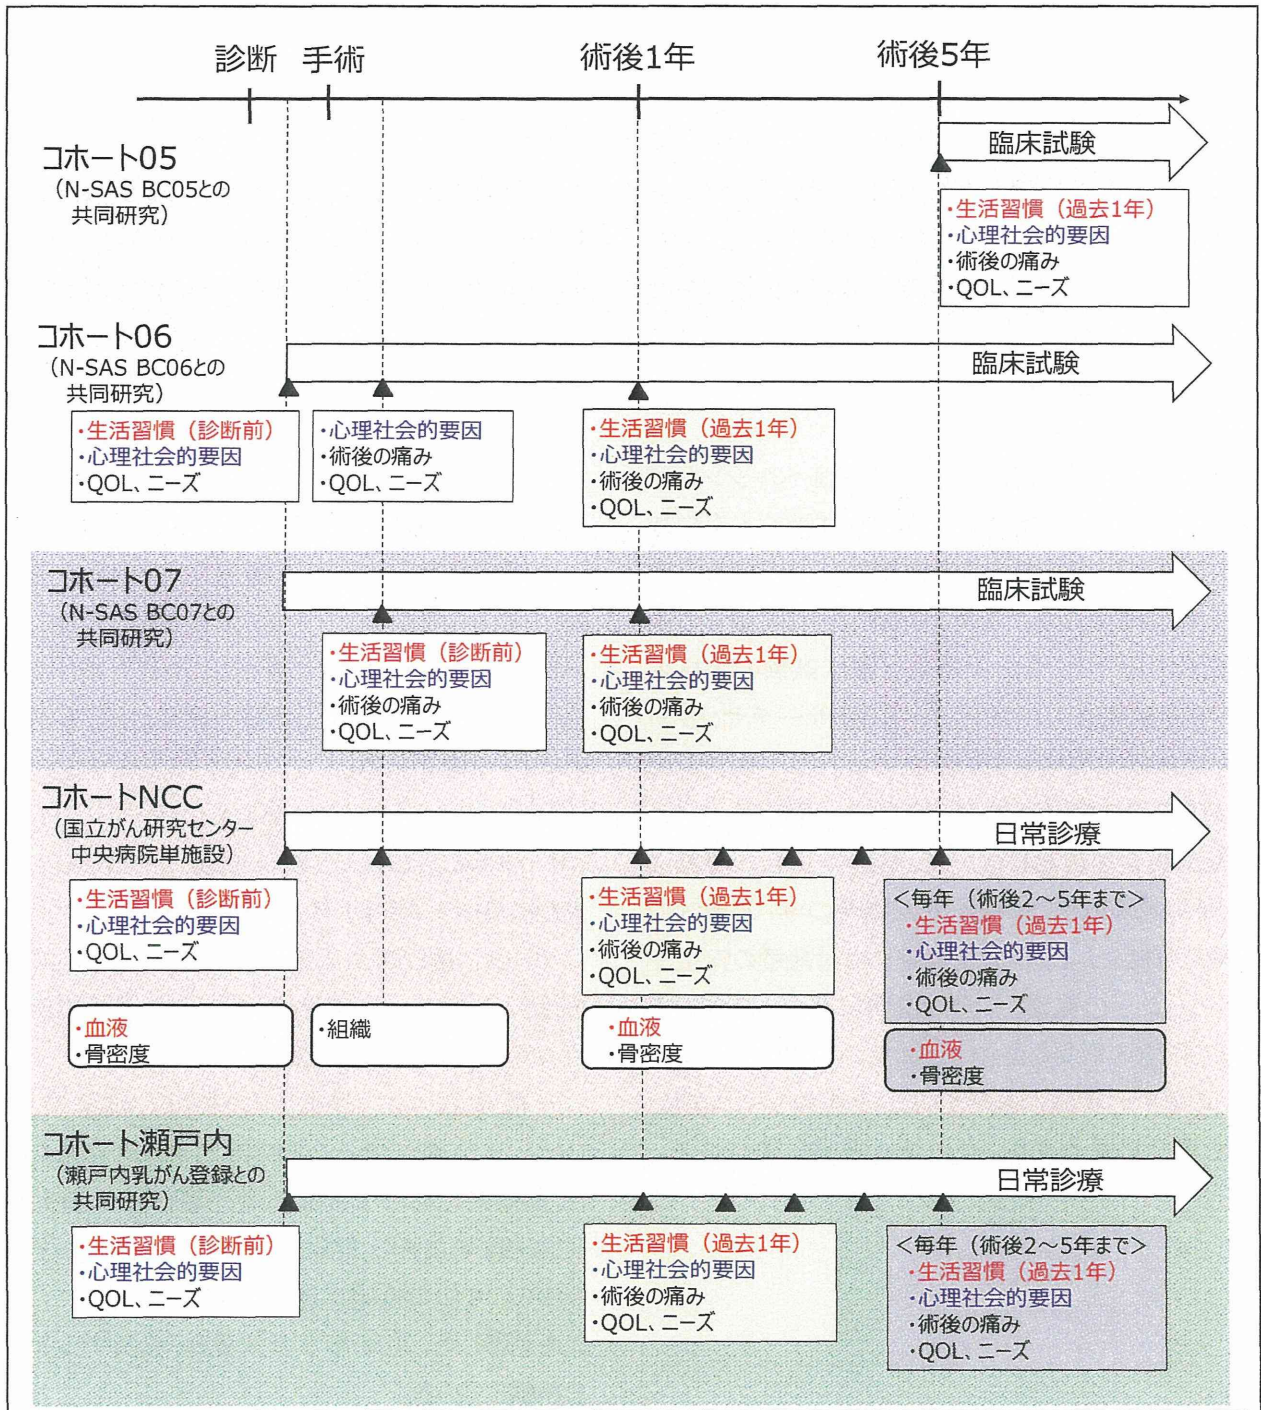 診断 手術 術後1年 術後5年
コホート05
（N-SAS BC05との
共同研究）
臨床試験
・生活習慣（過去1年）
・心理社会的要因
・術後の痛み
・QOL、ニーズ
コホート06
（N-SAS BC06との
共同研究）
臨床試験
・生活習慣（診断前）
・心理社会的要因
・QOL、ニーズ
・心理社会的要因
・術後の痛み
・QOL、ニーズ
・生活習慣（過去1年）
・心理社会的要因
・術後の痛み
・QOL、ニーズ
コホート07
（N-SAS BC07との
共同研究）
臨床試験
・生活習慣（診断前）
・心理社会的要因
・術後の痛み
・QOL、ニーズ
・生活習慣（過去1年）
・心理社会的要因
・術後の痛み
・QOL、ニーズ
コホートNCC
（国立がん研究センター
中央病院単施設）
日常診療
・生活習慣（診断前）
・心理社会的要因
・QOL、ニーズ
・生活習慣（過去1年）
・心理社会的要因
・術後の痛み
・QOL、ニーズ
＜毎年（術後2～5年まで＞
・生活習慣（過去1年）
・心理社会的要因
・術後の痛み
・QOL、ニーズ
・血液
・骨密度
・組織
・血液
・骨密度
・血液
・骨密度
コホート瀬戸内
（瀬戸内乳がん登録との
共同研究）
日常診療
・生活習慣（診断前）
・心理社会的要因
・QOL、ニーズ
・生活習慣（過去1年）
・心理社会的要因
・術後の痛み
・QOL、ニーズ
＜毎年（術後2～5年まで＞
・生活習慣（過去1年）
・心理社会的要因
・術後の痛み
・QOL、ニーズ